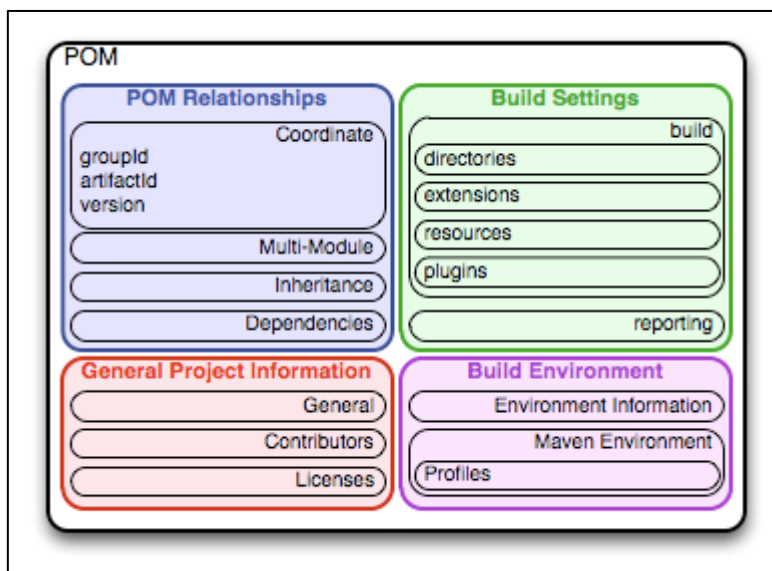 POM
POM Relationships
Coordinate
groupId
artifactId
version
Multi-Module
Inheritance
Dependencies
Build Settings
build
directories
extensions
resources
plugins
reporting
General Project Information
General
Contributors
Licenses
Build Environment
Environment Information
Maven Environment
Profiles